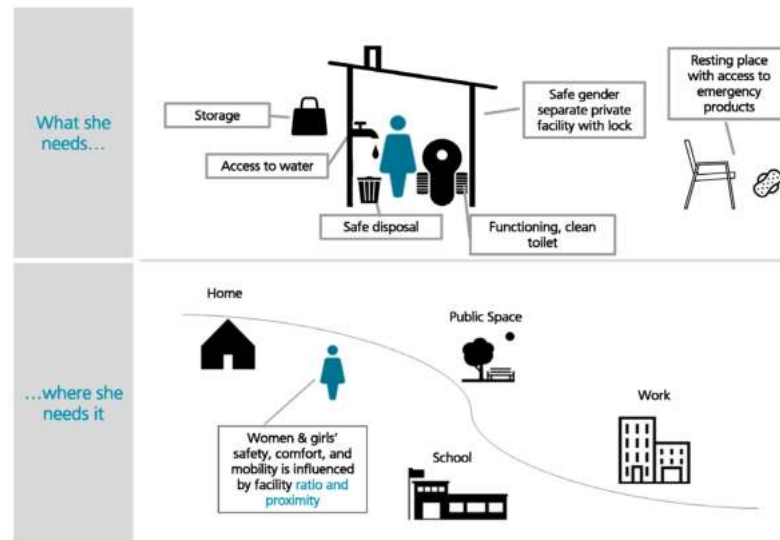 What she
needs…
Storage
Access to water
Safe disposal
Safe gender
separate private
facility with lock
Functioning, clean
toilet
Resting place
with access to
emergency
products
…where she
needs it
Home
Public Space
Work
School
Women & girls’
safety, comfort, and
mobility is influenced
by facility ratio and
proximity